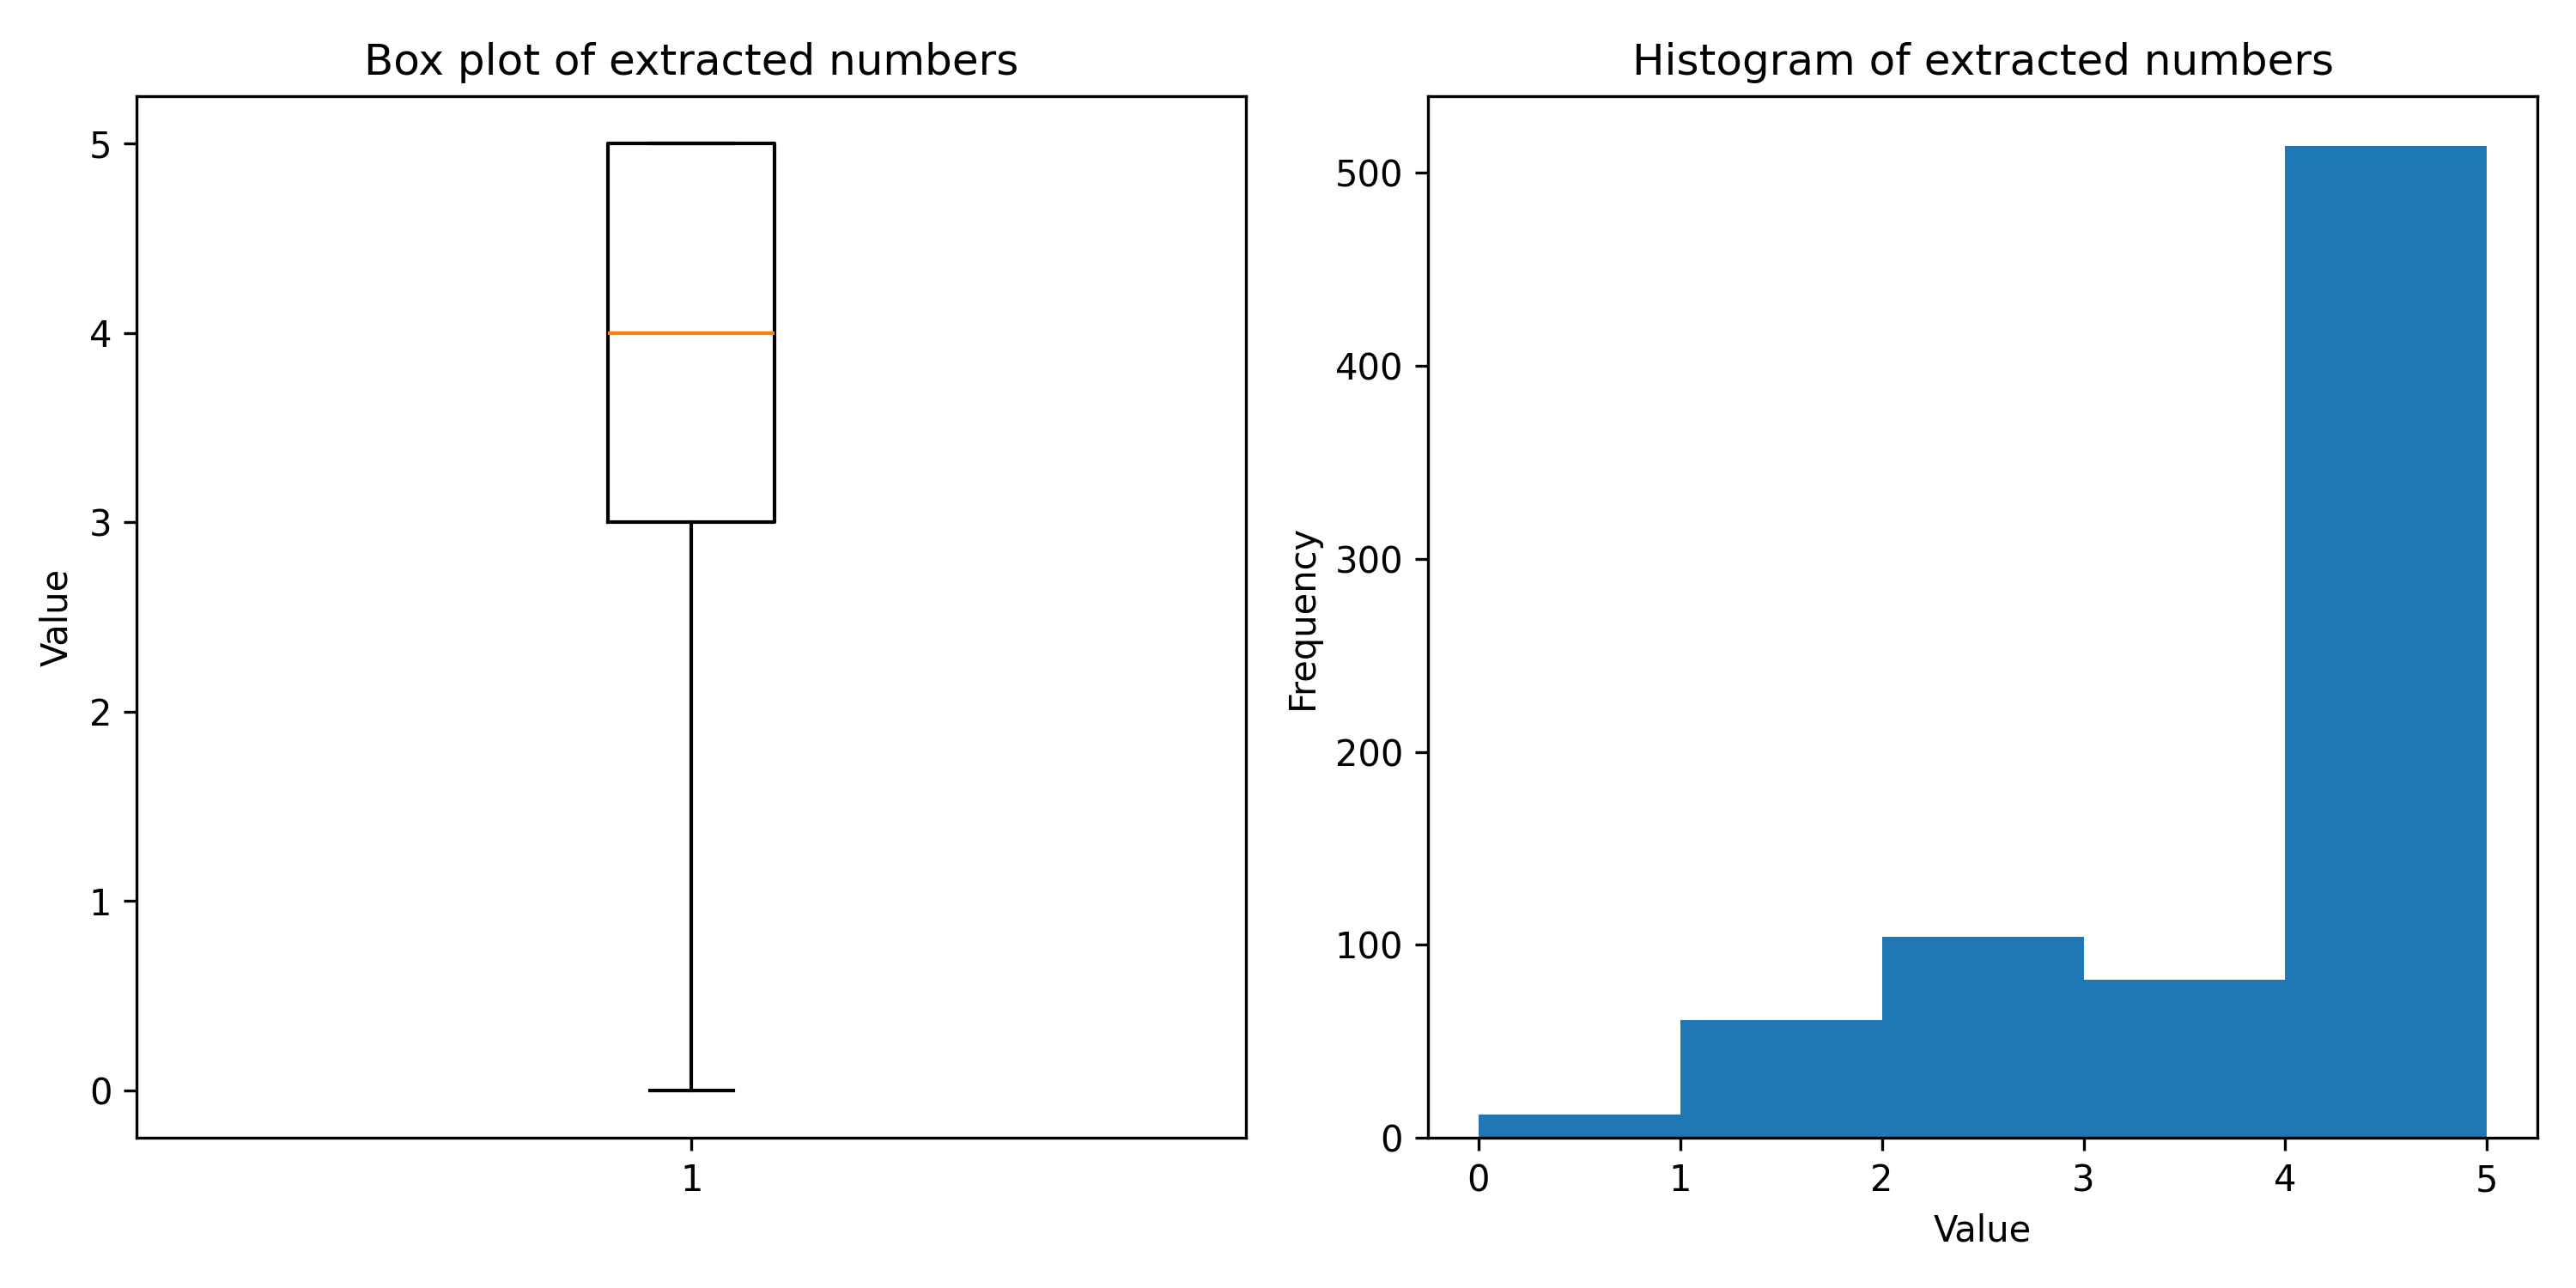 Box plot of extracted numbers
5
4
3
2
1
0
Value
1
Histogram of extracted numbers
500
400
300
200
100
0
Frequency
0 1 2 3 4 5
Value